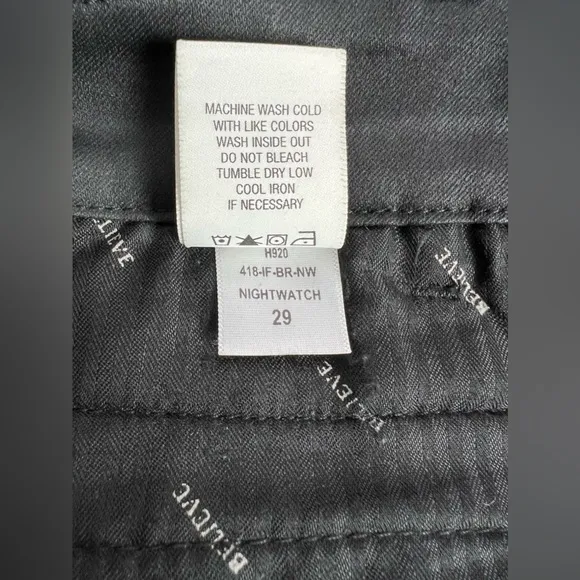 MACHINE WASH COLD
WITH LIKE COLORS
WASH INSIDE OUT
DO NOT BLEACH
TUMBLE DRY LOW
COOL IRON
IF NECESSARY
H920
418-IF-BR-NW
NIGHTWATCH
29
BELIEVE
BELIEVE
BELIEVE